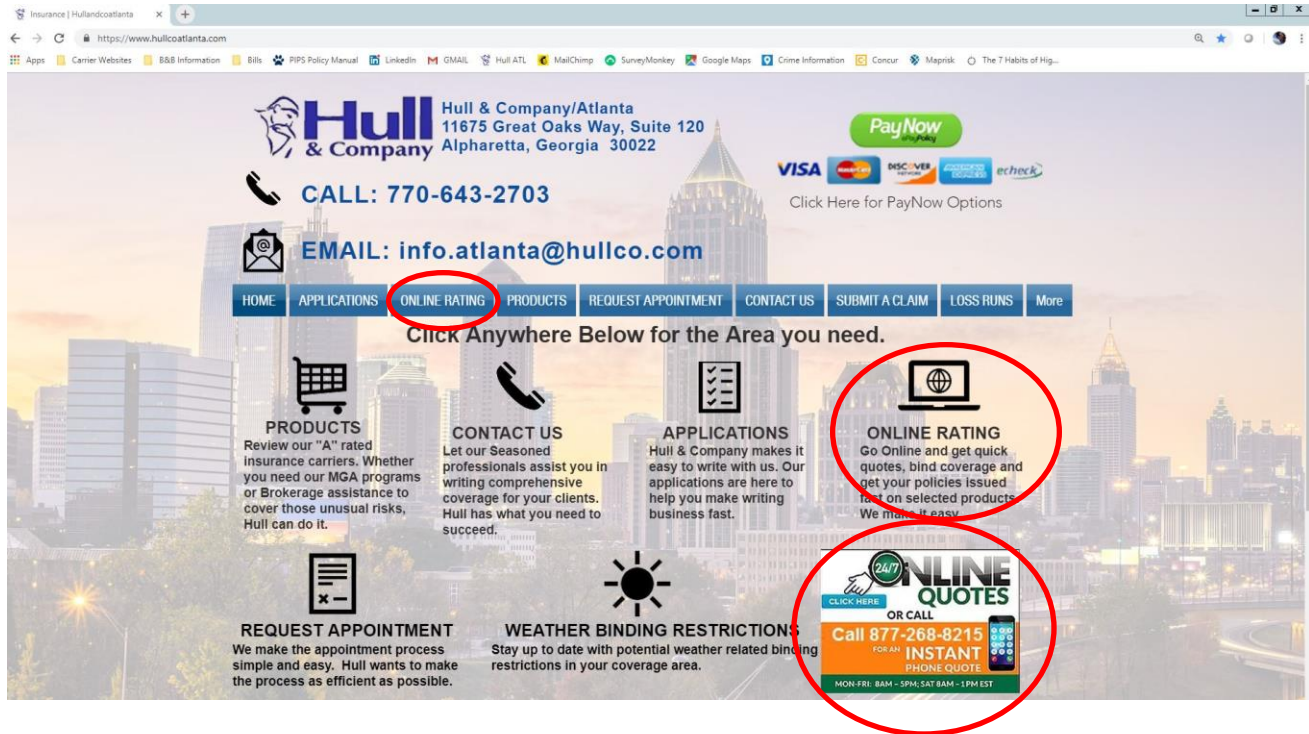 Insurance | Hullandcoatlanta
https://www.hullcoatlanta.com
Apps Carrier Websites B&B Information Bills PIPS Policy Manual LinkedIn GMAIL Hull ATL MailChimp SurveyMonkey Google Maps Crime Information Concur Maprisk The 7 Habits of Hig...
Hull
& Company
Hull & Company/Atlanta
11675 Great Oaks Way, Suite 120
Alpharetta, Georgia 30022
PayNow
VISA MasterCard DISCOVER NETWORK AMERICAN EXPRESS echeck
Click Here for PayNow Options
CALL: 770-643-2703
EMAIL: info.atlanta@hullco.com
HOME APPLICATIONS ONLINE RATING PRODUCTS REQUEST APPOINTMENT CONTACT US SUBMIT A CLAIM LOSS RUNS More
Click Anywhere Below for the Area you need.
PRODUCTS
Review our "A" rated
insurance carriers. Whether
you need our MGA programs
or Brokerage assistance to
cover those unusual risks,
Hull can do it.
CONTACT US
Let our Seasoned
professionals assist you in
writing comprehensive
coverage for your clients.
Hull has what you need to
succeed.
APPLICATIONS
Hull & Company makes it
easy to write with us. Our
applications are here to
help you make writing
business fast.
ONLINE RATING
Go Online and get quick
quotes, bind coverage and
get your policies issued
fast on selected products.
We make it easy
REQUEST APPOINTMENT
We make the appointment process
simple and easy. Hull wants to make
the process as efficient as possible.
WEATHER BINDING RESTRICTIONS
Stay up to date with potential weather related binding
restrictions in your coverage area.
24/7 ONLINE
CLICK HERE QUOTES
OR CALL
Call 877-268-8215
FOR AN INSTANT
PHONE QUOTE
MON-FRI: 8AM - 5PM; SAT 8AM - 1PM EST